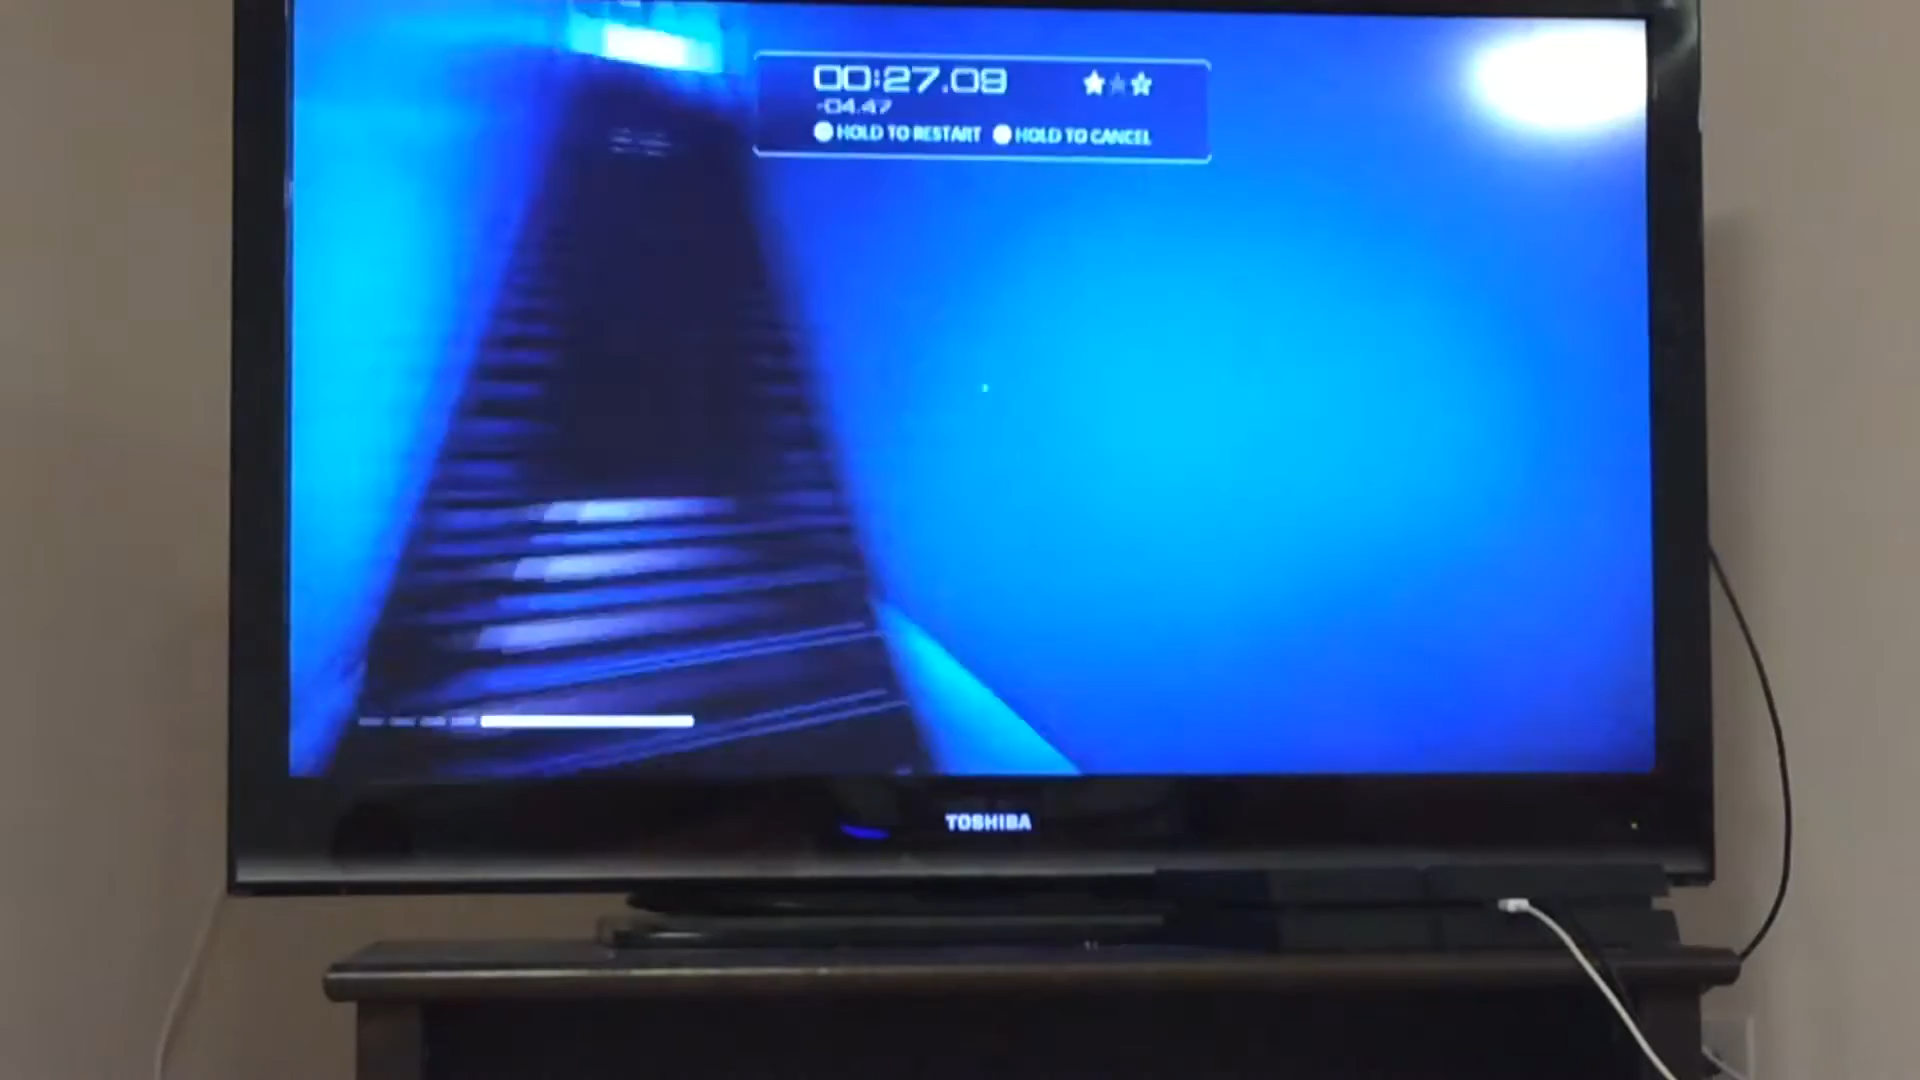 00:27.08
-04.47
HOLD TO RESTART HOLD TO CANCEL
TOSHIBA